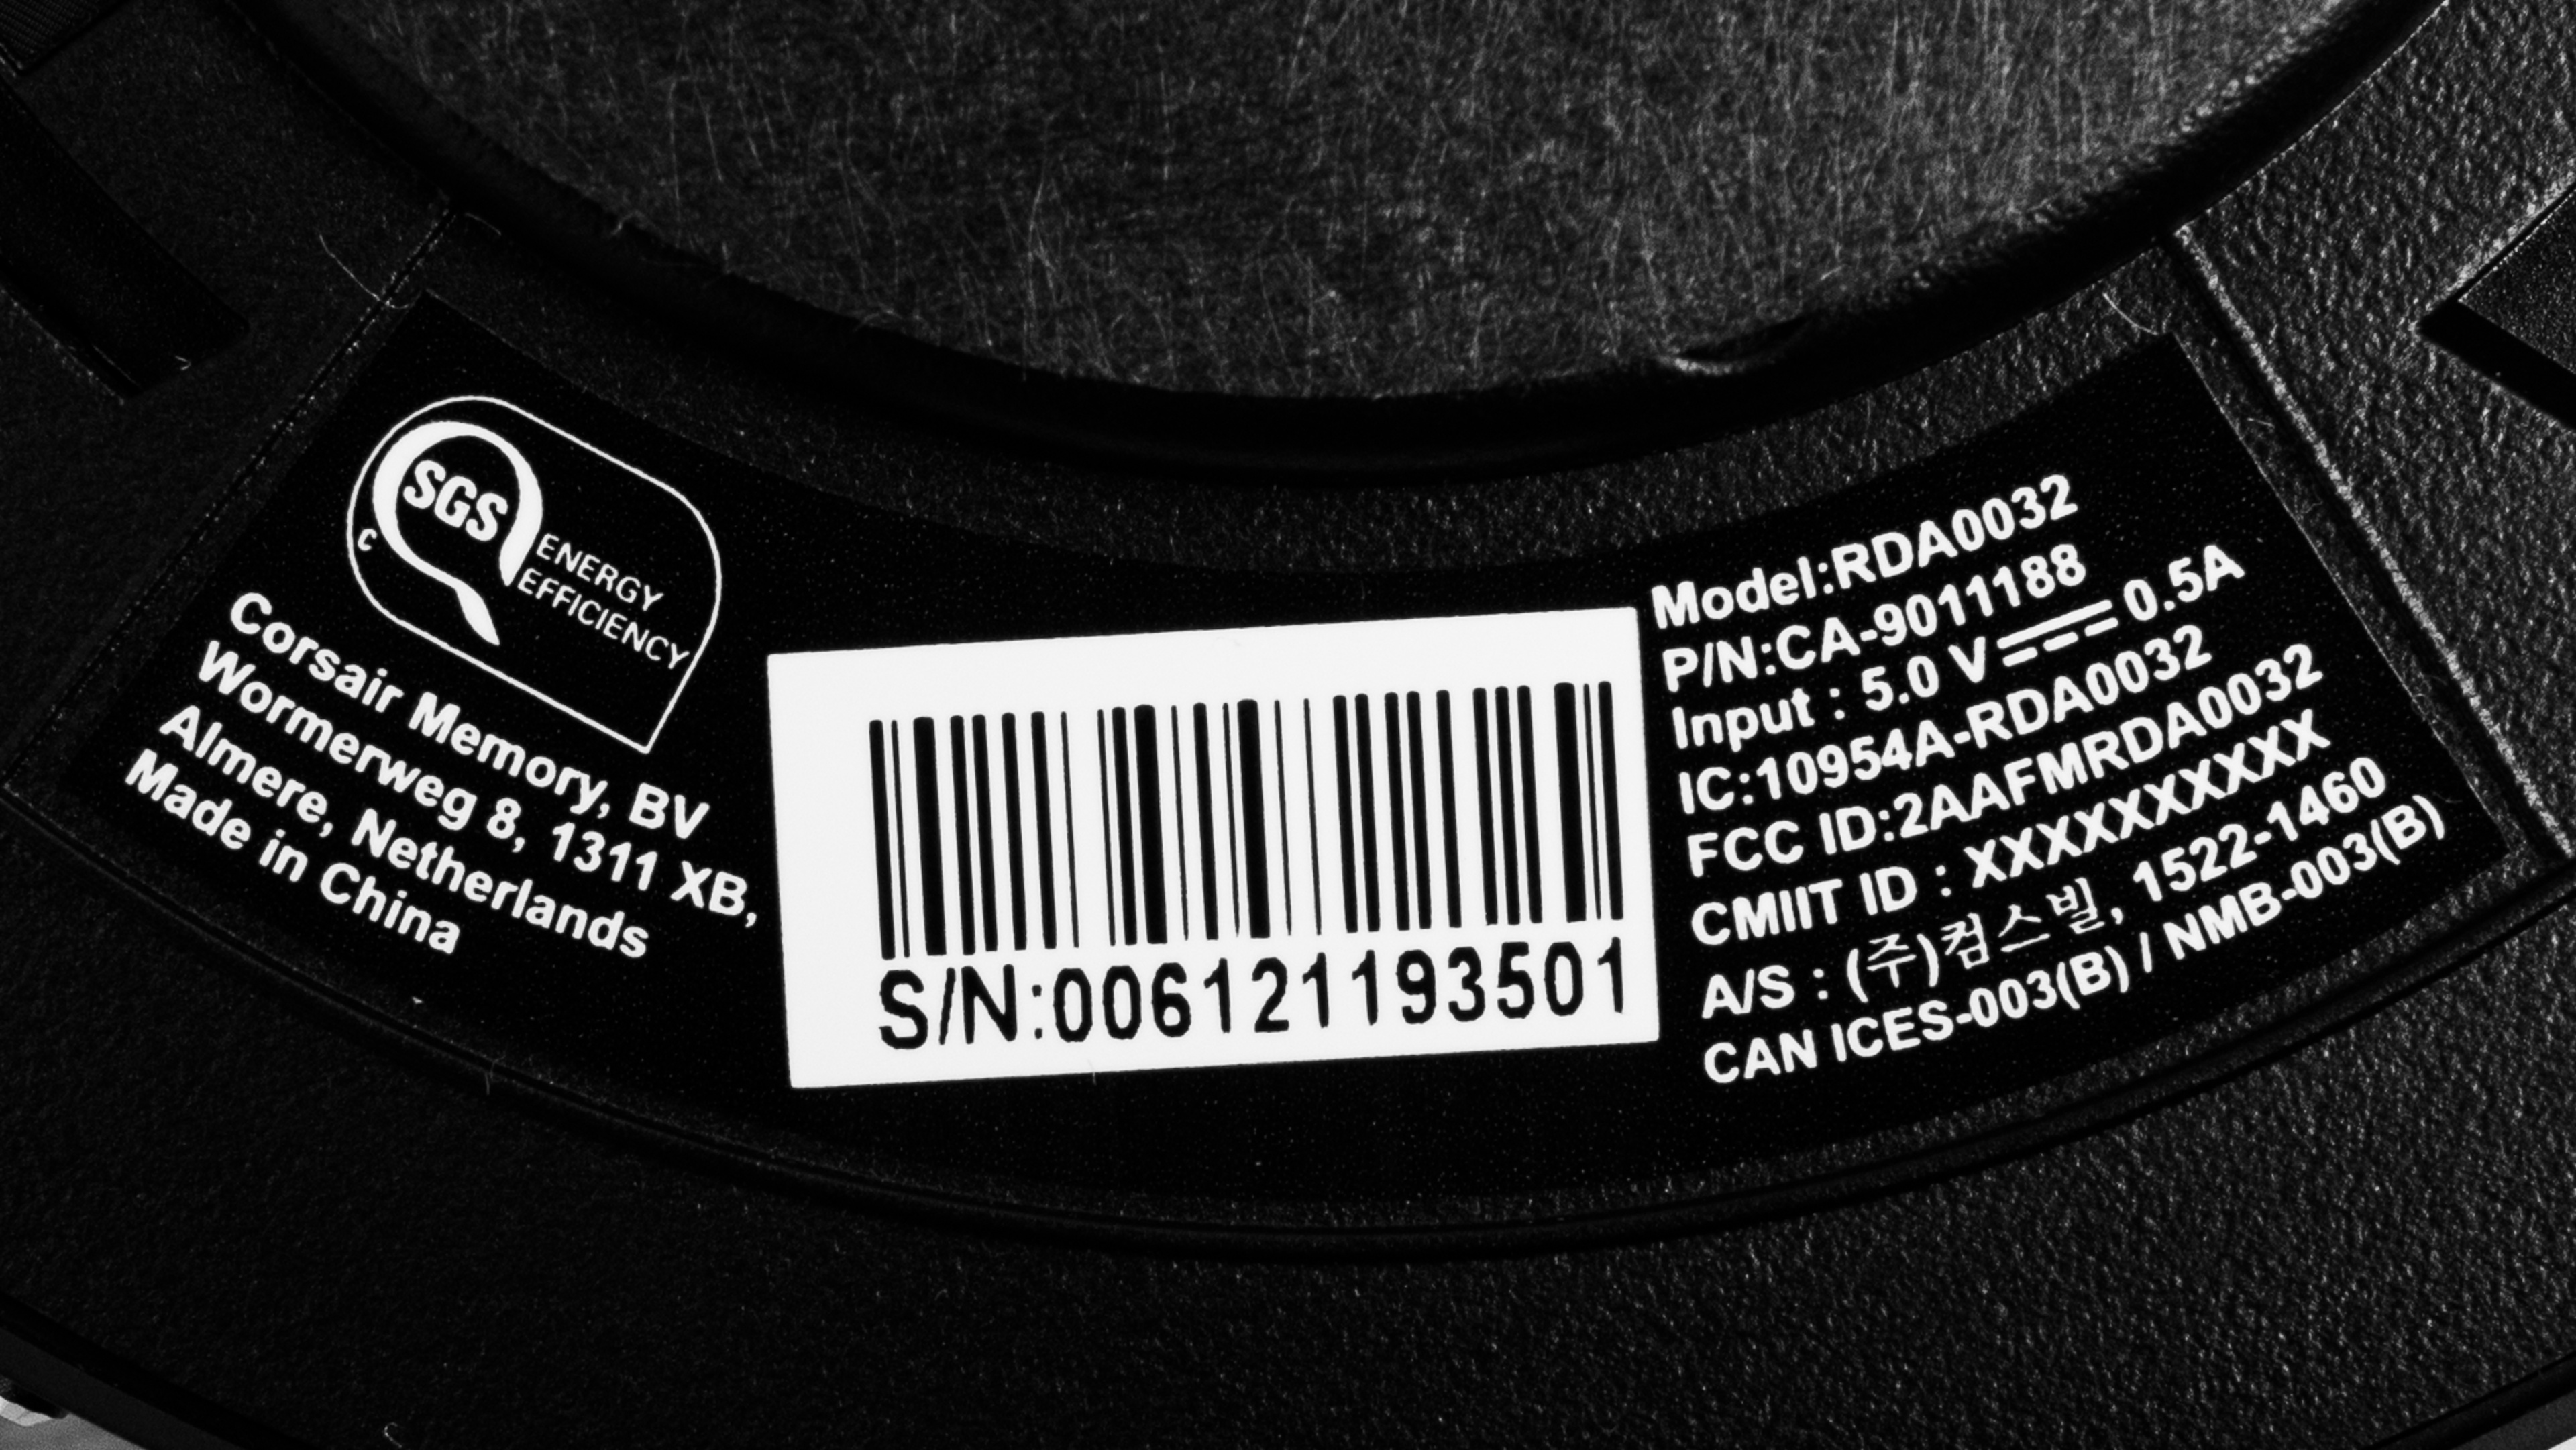 SGS
C
ENERGY
EFFICIENCY
Corsair Memory, BV
Wormerweg 8, 1311 XB,
Almere, Netherlands
Made in China
S/N:006121193501
Model:RDA0032
P/N:CA-9011188
Input : 5.0 V⎓0.5A
IC:10954A-RDA0032
FCC ID:2AAFMRDA0032
CMIIT ID : XXXXXXXXXX
A/S : (주)컴스빌, 1522-1460
CAN ICES-003(B) / NMB-003(B)